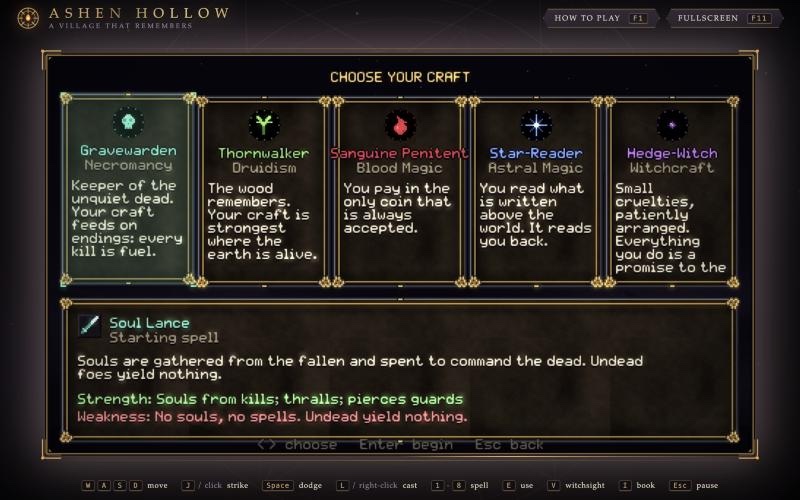 ASHEN HOLLOW
A VILLAGE THAT REMEMBERS
HOW TO PLAY F1
FULLSCREEN F11
CHOOSE YOUR CRAFT
Gravewarden
Necromancy
Keeper of the
unquiet dead.
Your craft
feeds on
endings: every
kill is fuel.
Thornwalker
Druidism
The wood
remembers.
Your craft is
strongest
where the
earth is alive.
Sanguine Penitent
Blood Magic
You pay in the
only coin that
is always
accepted.
Star-Reader
Astral Magic
You read what
is written
above the
world. It reads
you back.
Hedge-Witch
Witchcraft
Small
cruelties,
patiently
arranged.
Everything
you do is a
promise to the
Soul Lance
Starting spell
Souls are gathered from the fallen and spent to command the dead. Undead
foes yield nothing.
Strength: Souls from kills; thralls; pierces guards
Weakness: No souls, no spells. Undead yield nothing.
<> choose Enter begin Esc back
W A S D move J / click strike Space dodge L / right-click cast 1 - 8 spell E use V witchsight I book Esc pause